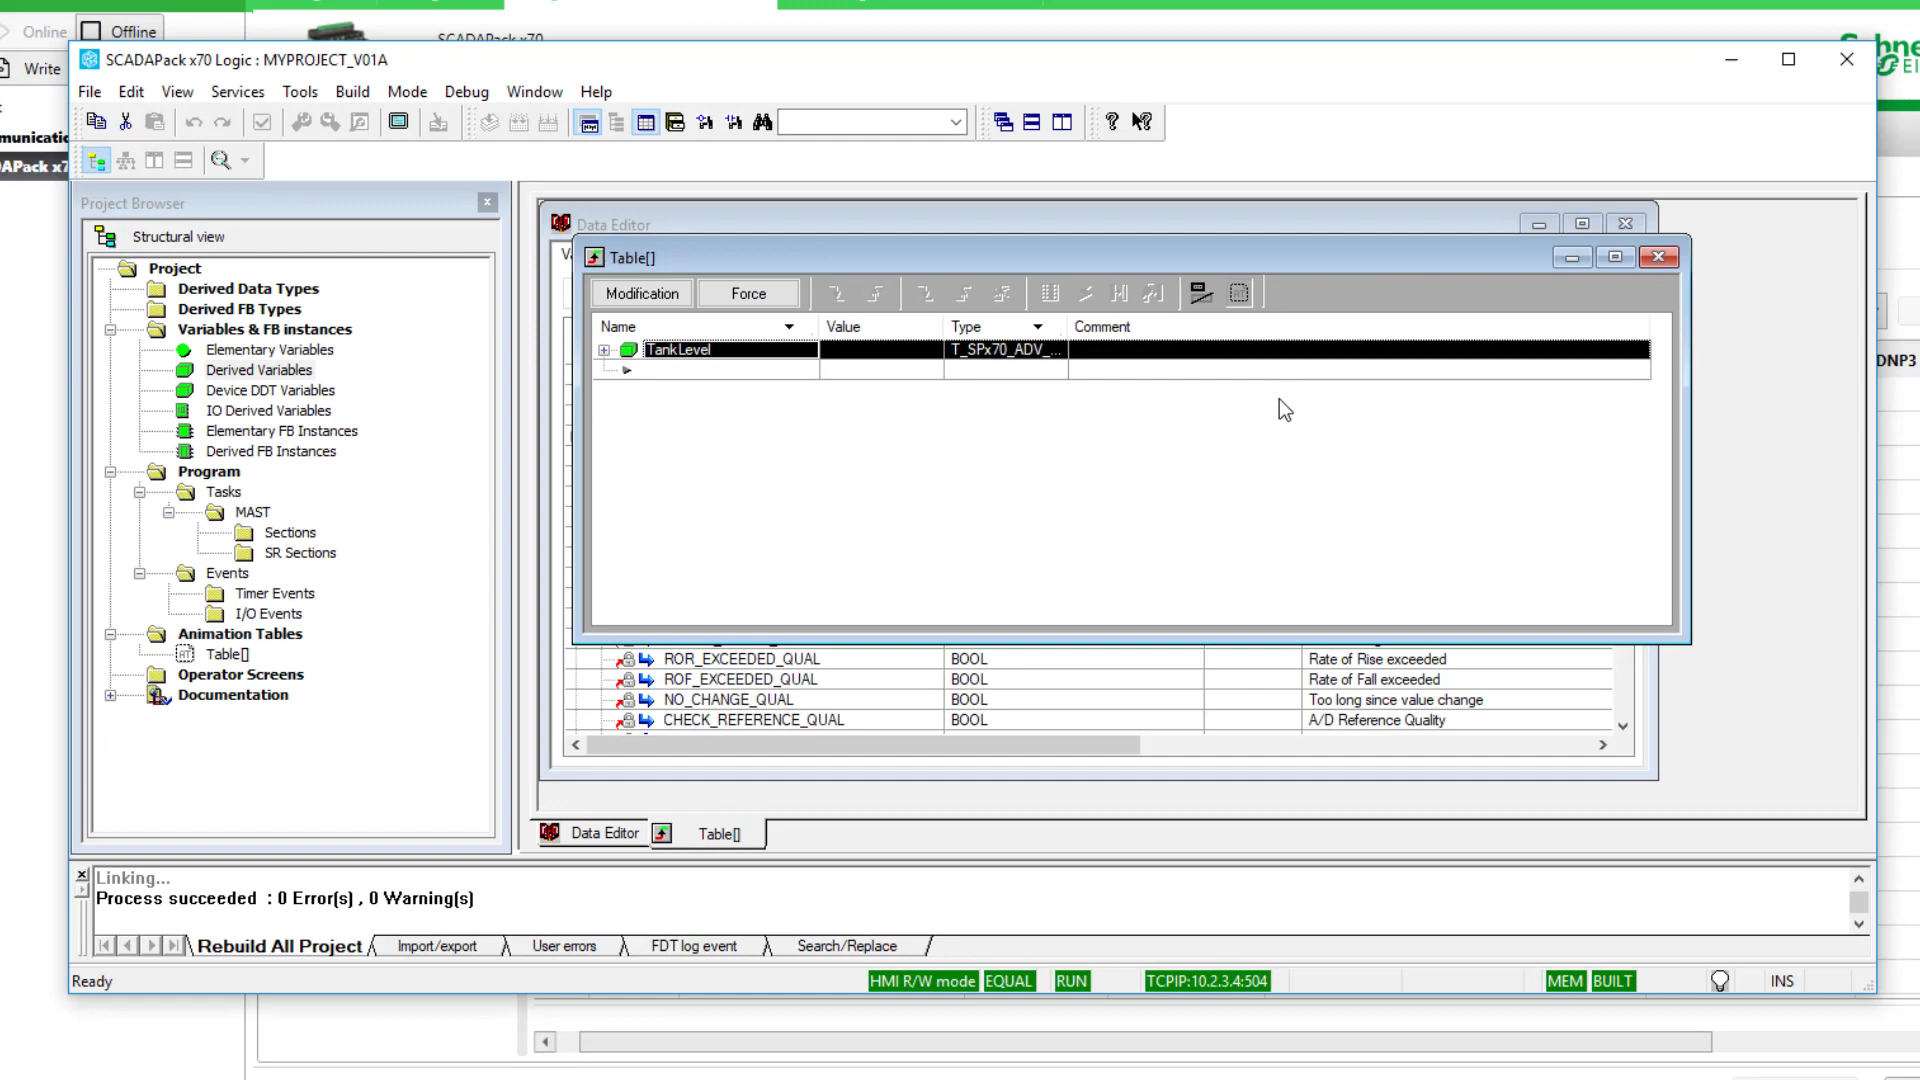 Online
Offline
SCADAPack x70
Write
SCADAPack x70 Logic : MYPROJECT_V01A
File Edit View Services Tools Build Mode Debug Window Help
Project Browser
Structural view
Project
Derived Data Types
Derived FB Types
Variables & FB instances
Elementary Variables
Derived Variables
Device DDT Variables
IO Derived Variables
Elementary FB Instances
Derived FB Instances
Program
Tasks
MAST
Sections
SR Sections
Events
Timer Events
I/O Events
Animation Tables
Table[]
Operator Screens
Documentation
Data Editor
Table[]
Modification Force
Name Value Type Comment
TankLevel T_SPx70_ADV_...
ROR_EXCEEDED_QUAL BOOL Rate of Rise exceeded
ROF_EXCEEDED_QUAL BOOL Rate of Fall exceeded
NO_CHANGE_QUAL BOOL Too long since value change
CHECK_REFERENCE_QUAL BOOL A/D Reference Quality
Data Editor Table[]
DNP3
Linking...
Process succeeded : 0 Error(s) , 0 Warning(s)
Rebuild All Project Import/export User errors FDT log event Search/Replace
Ready HMI R/W mode EQUAL RUN TCPIP:10.2.3.4:504 MEM BUILT INS